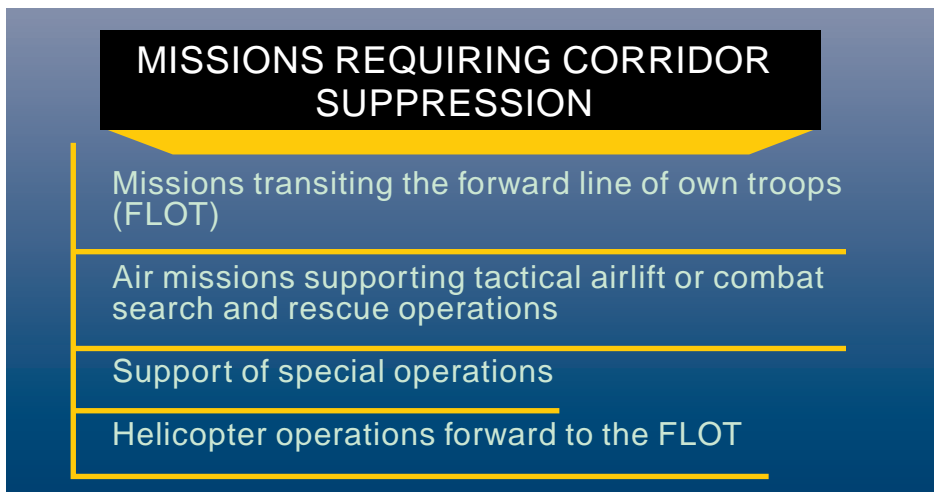 MISSIONS REQUIRING CORRIDOR
SUPPRESSION
Missions transiting the forward line of own troops
(FLOT)
Air missions supporting tactical airlift or combat
search and rescue operations
Support of special operations
Helicopter operations forward to the FLOT